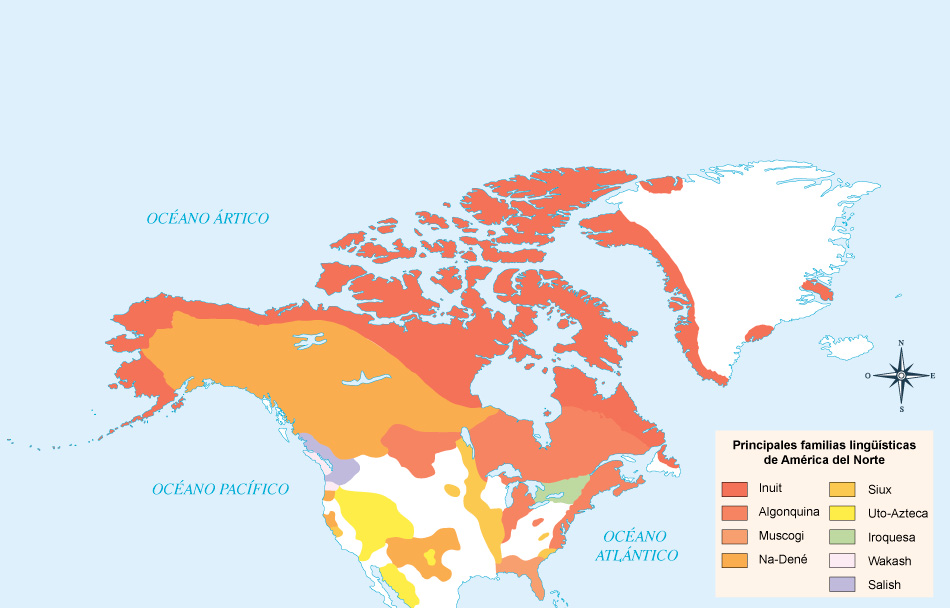 OCÉANO ÁRTICO
N
O
E
S
Principales familias lingüísticas
de América del Norte
Inuit
Algonquina
Muscogi
Na-Dené
Siux
Uto-Azteca
Iroquesa
Wakash
Salish
OCÉANO PACÍFICO
OCÉANO
ATLÁNTICO